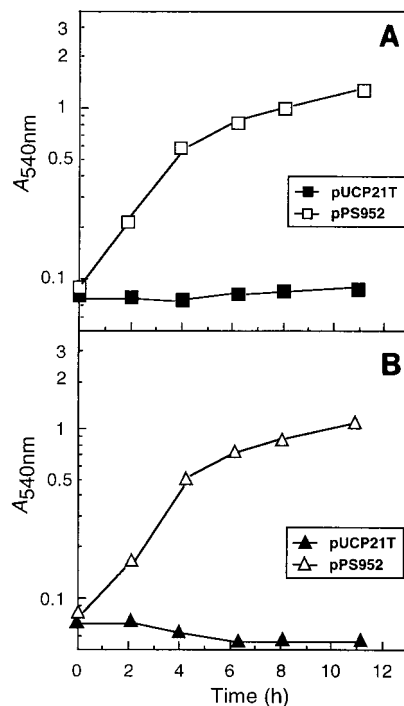 A
3
2
1
0.5
0.1
A540nm
pUCP21T
pPS952
B
3
2
1
0.5
0.1
A540nm
pUCP21T
pPS952
0 2 4 6 8 10 12
Time (h)